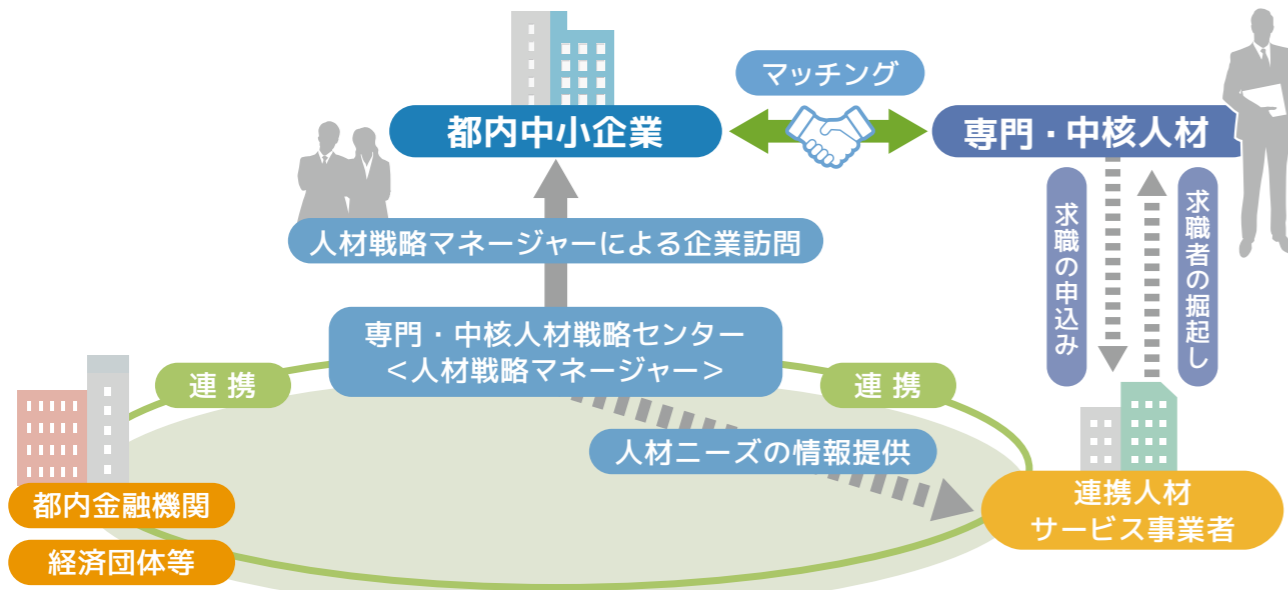 マッチング
都内中小企業
専門・中核人材
人材戦略マネージャーによる企業訪問
求職の申込み
求職者の掘起し
専門・中核人材戦略センター
＜人材戦略マネージャー＞
連携
連携
人材ニーズの情報提供
都内金融機関
経済団体等
連携人材
サービス事業者